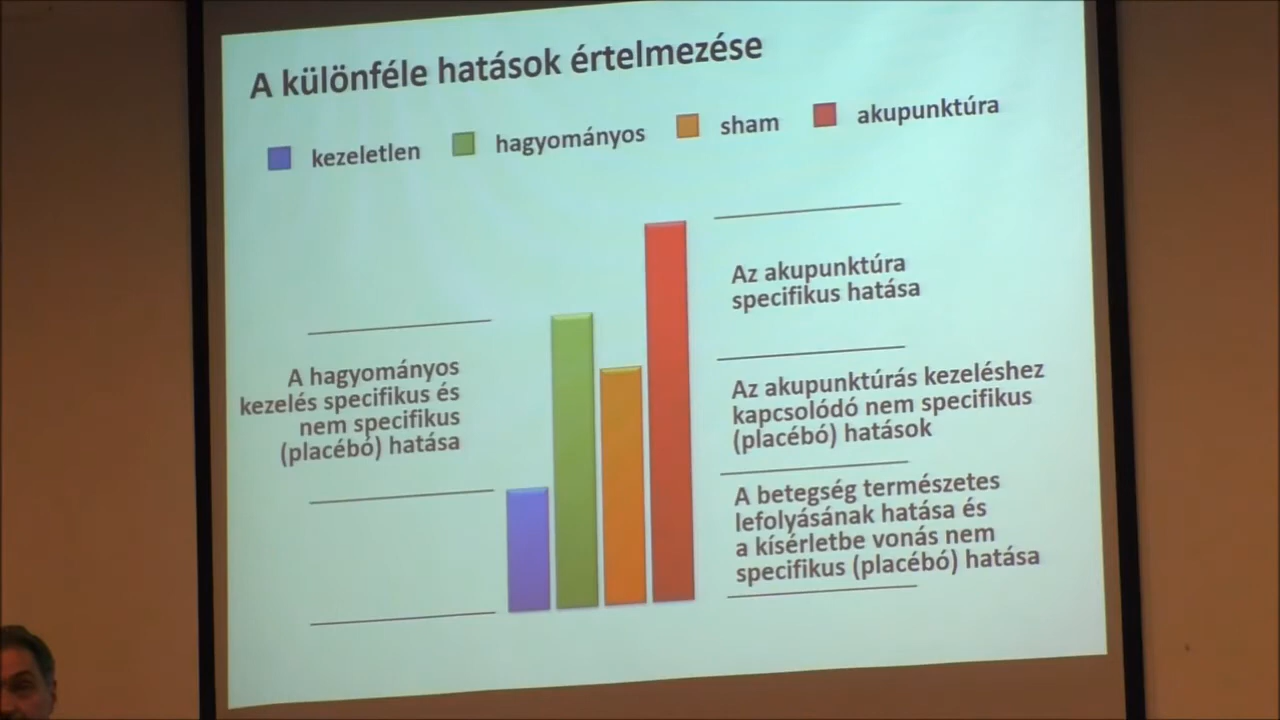 A különféle hatások értelmezése
kezeletlen
hagyományos
sham
akupunktúra
A hagyományos
kezelés specifikus és
nem specifikus
(placébó) hatása
Az akupunktúra
specifikus hatása
Az akupunktúrás kezeléshez
kapcsolódó nem specifikus
(placébó) hatások
A betegség természetes
lefolyásának hatása és
a kísérletbe vonás nem
specifikus (placébó) hatása